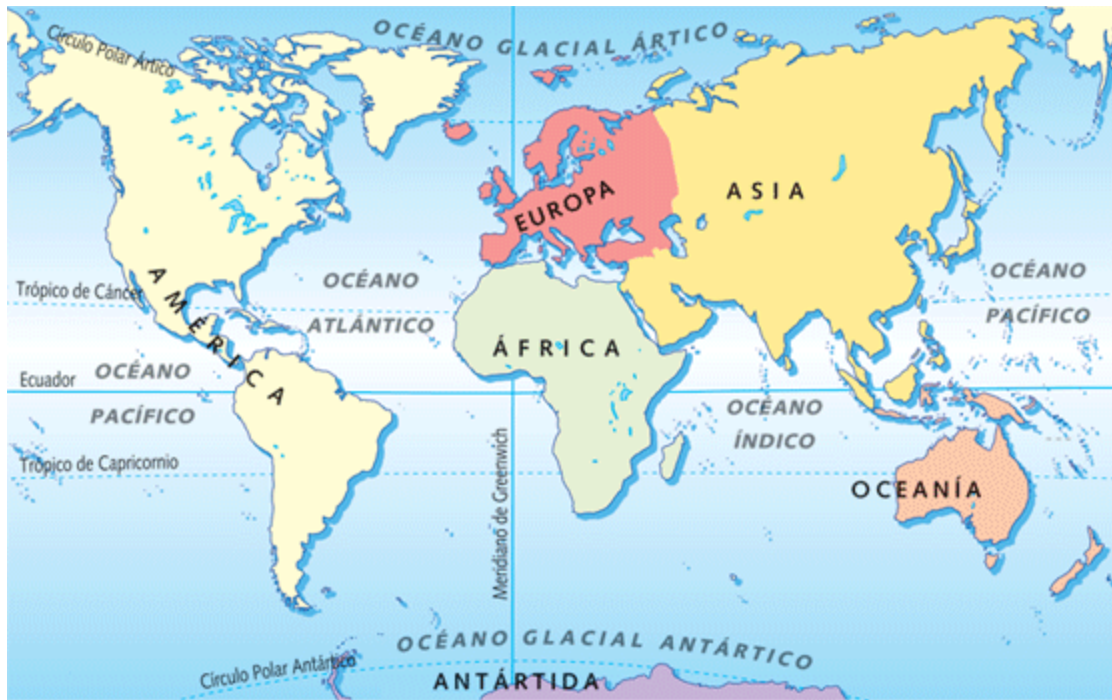 OCÉANO GLACIAL ÁRTICO
Círculo Polar Ártico
EUROPA
ASIA
OCÉANO
ATLÁNTICO
OCÉANO
PACÍFICO
Trópico de Cáncer
AMÉRICA
ÁFRICA
OCÉANO
PACÍFICO
Ecuador
OCÉANO
ÍNDICO
Trópico de Capricornio
Meridiano de Greenwich
OCEANÍA
OCÉANO GLACIAL ANTÁRTICO
Círculo Polar Antártico
ANTÁRTIDA